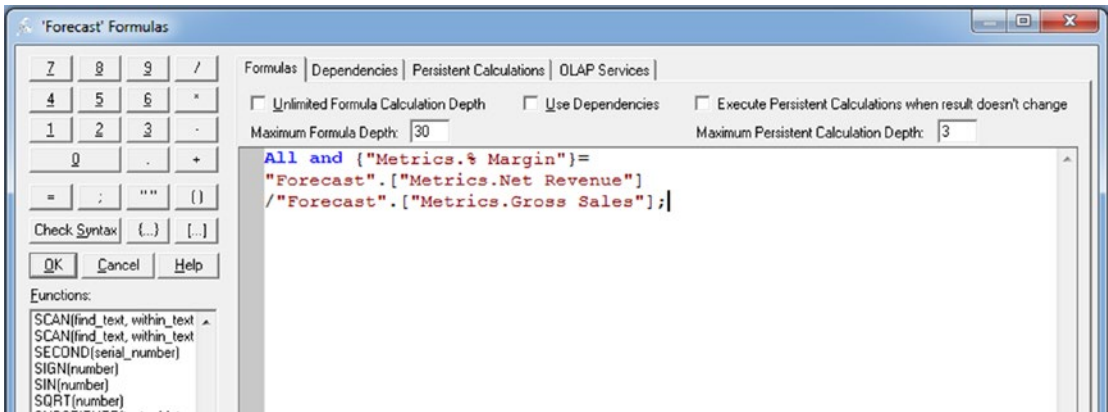 'Forecast' Formulas
7 8 9 /
4 5 6 *
1 2 3 -
0 . +
= ; " " ()
Check Syntax {...} [...]
OK Cancel Help
Functions:
SCAN(find_text, within_text
SCAN(find_text, within_text
SECOND(serial_number)
SIGN(number)
SIN(number)
SQRT(number)
Formulas Dependencies Persistent Calculations OLAP Services
Unlimited Formula Calculation Depth Use Dependencies Execute Persistent Calculations when result doesn't change
Maximum Formula Depth: 30 Maximum Persistent Calculation Depth: 3
All and {"Metrics.% Margin"}=
"Forecast".["Metrics.Net Revenue"]
/"Forecast".["Metrics.Gross Sales"];